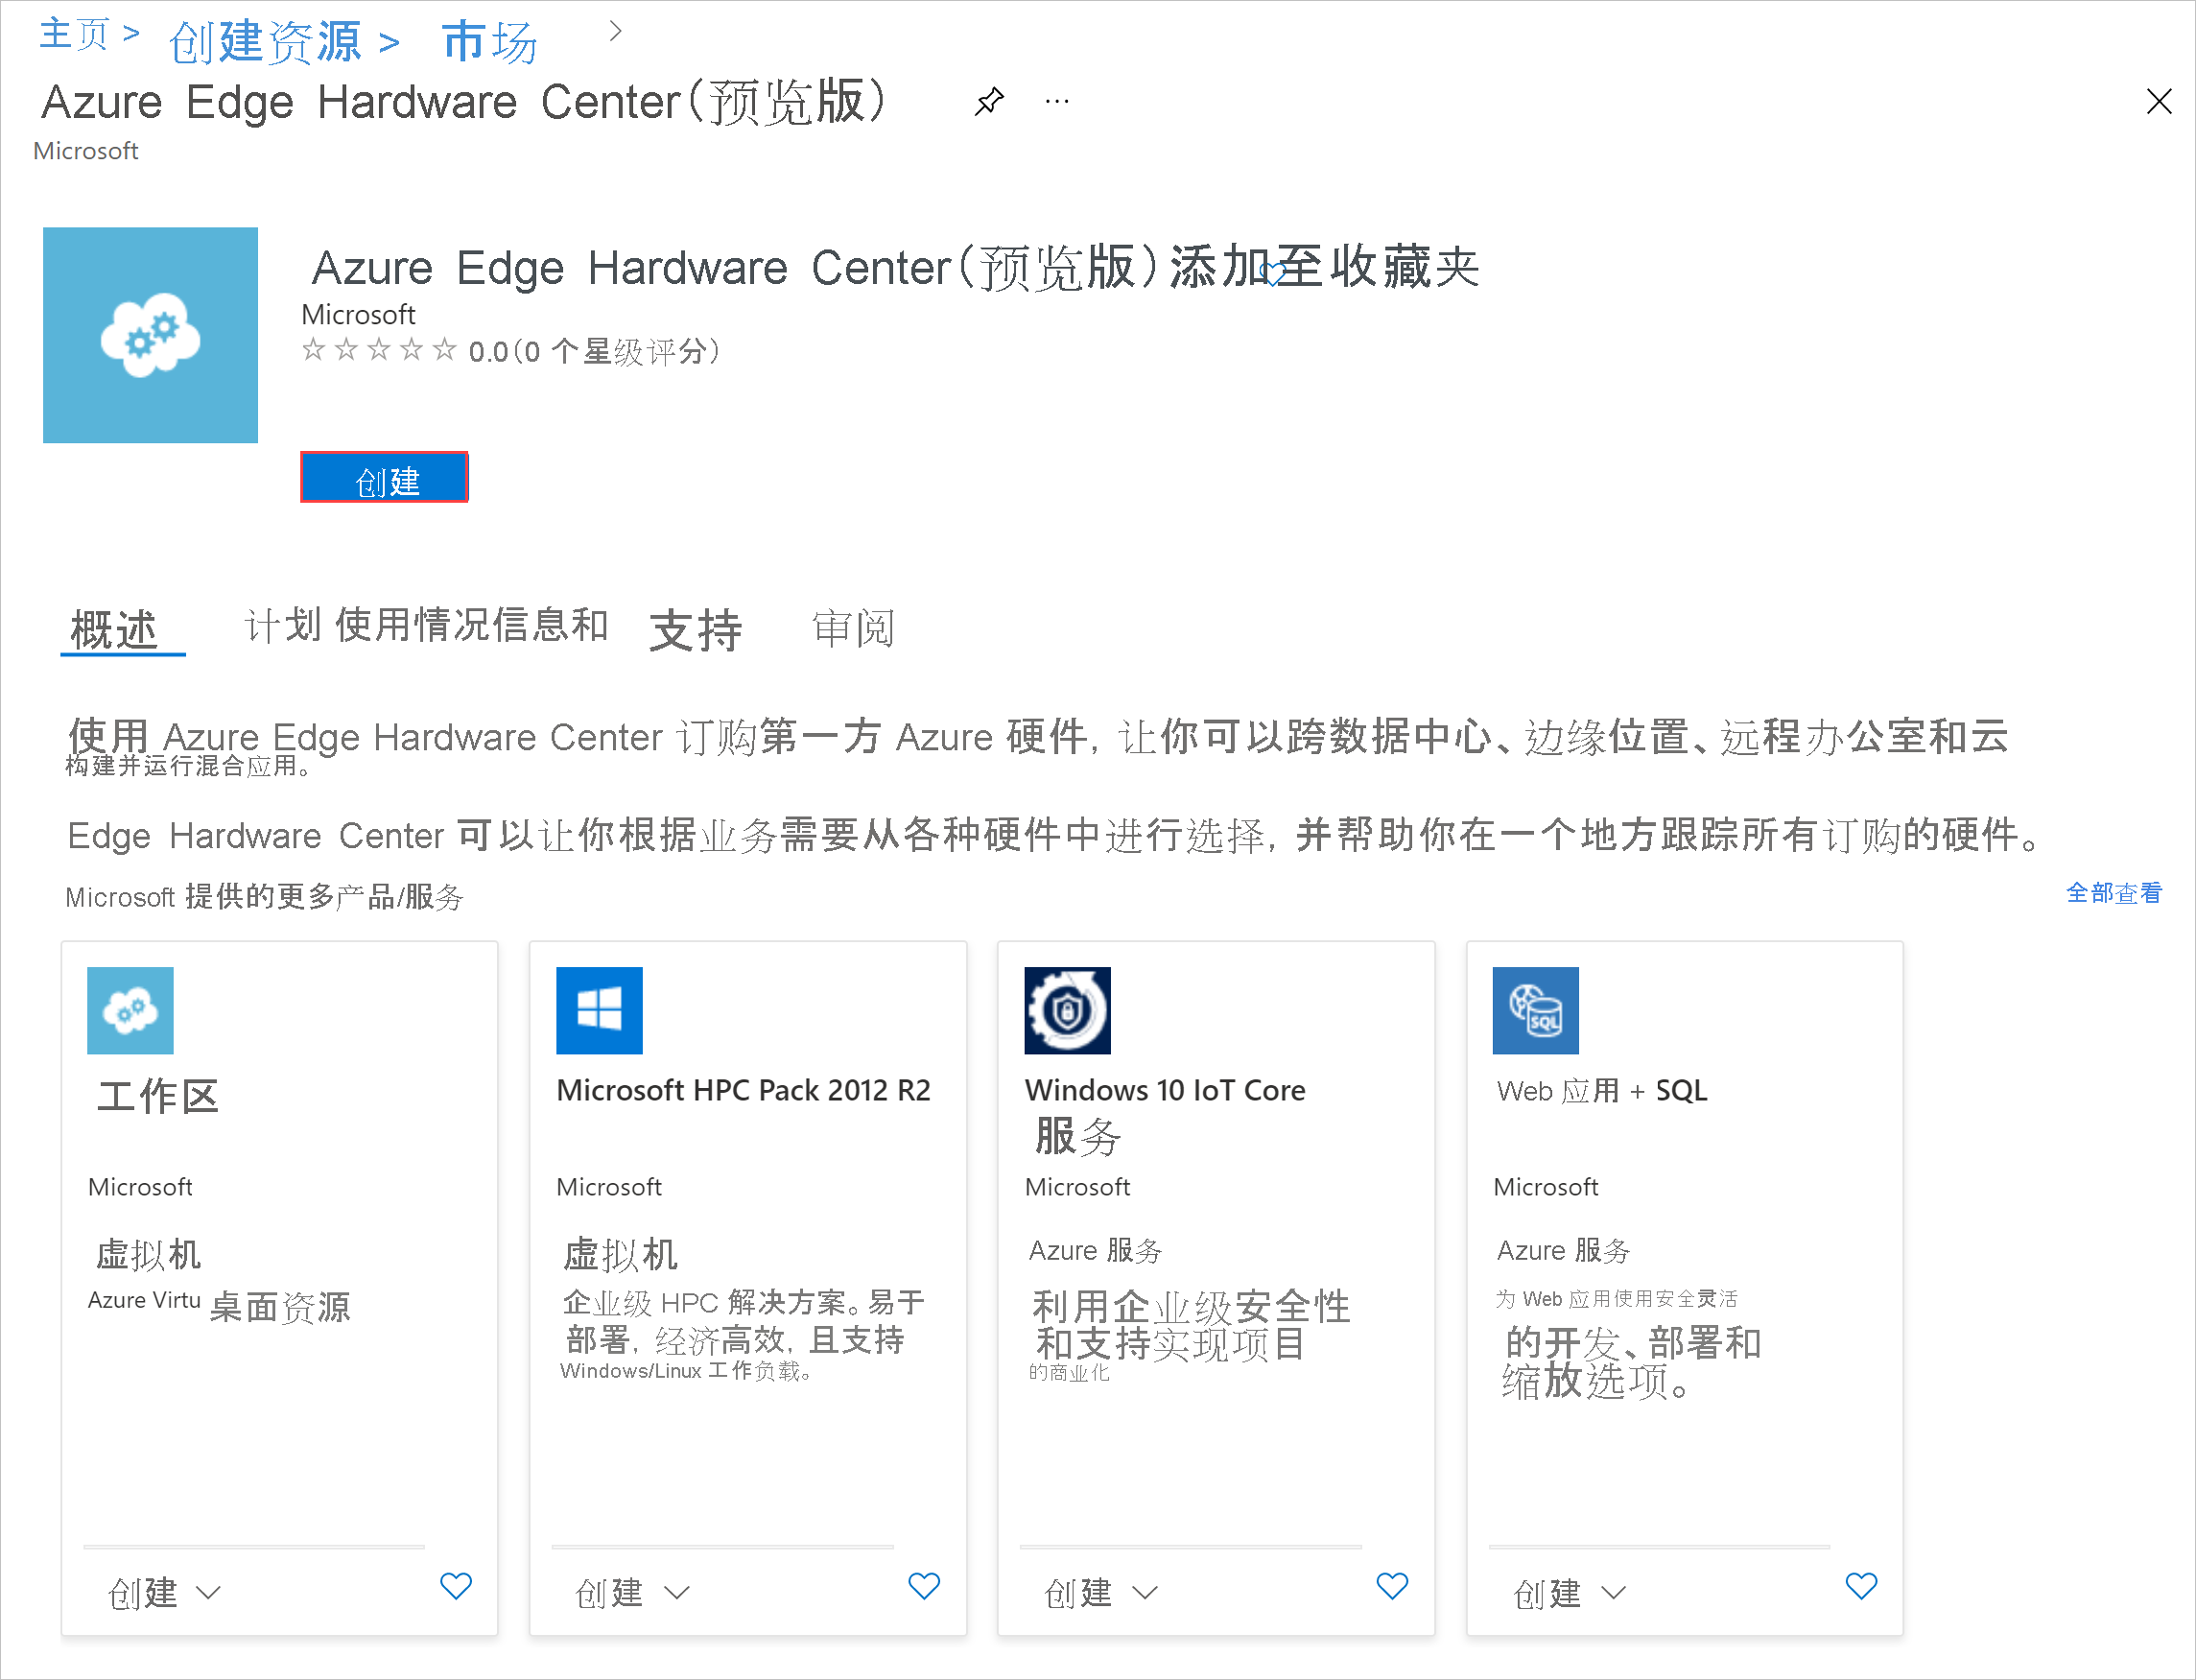 主页 > 创建资源 > 市场 >
Azure Edge Hardware Center（预览版） ...
Microsoft
Azure Edge Hardware Center（预览版）添加至收藏夹
Microsoft
0.0（0 个星级评分）
创建
概述 计划 使用情况信息和 支持 审阅
使用 Azure Edge Hardware Center 订购第一方 Azure 硬件，让你可以跨数据中心、边缘位置、远程办公室和云
构建并运行混合应用。
Edge Hardware Center 可以让你根据业务需要从各种硬件中进行选择，并帮助你在一个地方跟踪所有订购的硬件。
Microsoft 提供的更多产品/服务 全部查看
工作区
Microsoft
虚拟机
Azure Virtu 桌面资源
创建
Microsoft HPC Pack 2012 R2
Microsoft
虚拟机
企业级 HPC 解决方案。易于
部署，经济高效，且支持
Windows/Linux 工作负载。
创建
Windows 10 IoT Core
服务
Microsoft
Azure 服务
利用企业级安全性
和支持实现项目
的商业化
创建
SQL
Web 应用 + SQL
Microsoft
Azure 服务
为 Web 应用使用安全灵活
的开发、部署和
缩放选项。
创建